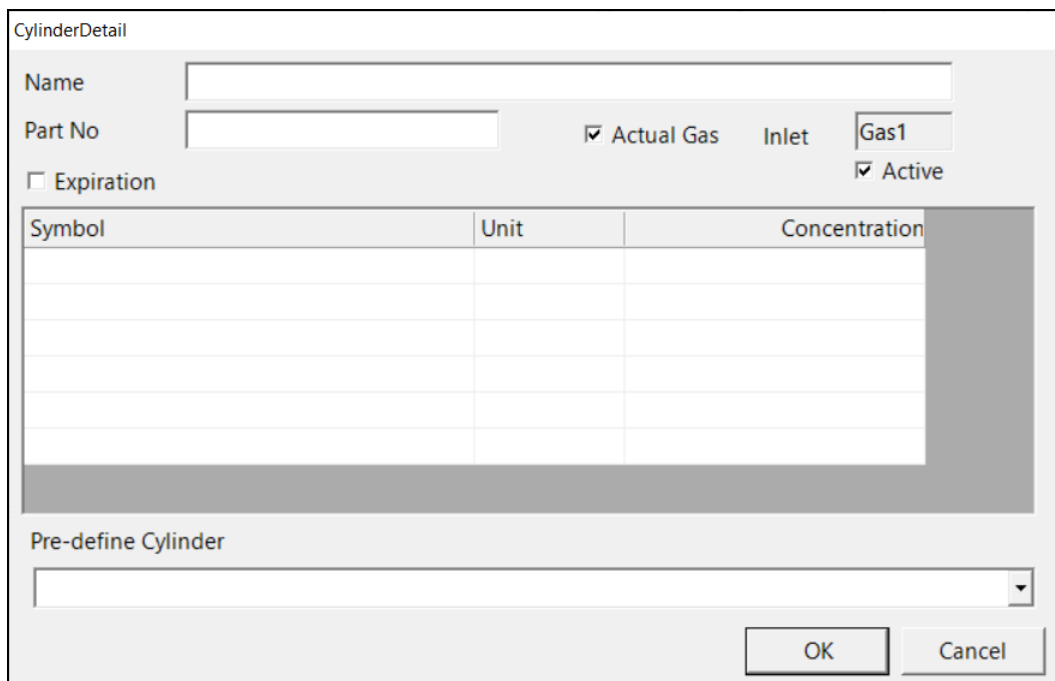 CylinderDetail
Name
Part No
Actual Gas
Inlet
Gas1
Expiration
Active
Symbol Unit Concentration
Pre-define Cylinder
OK Cancel